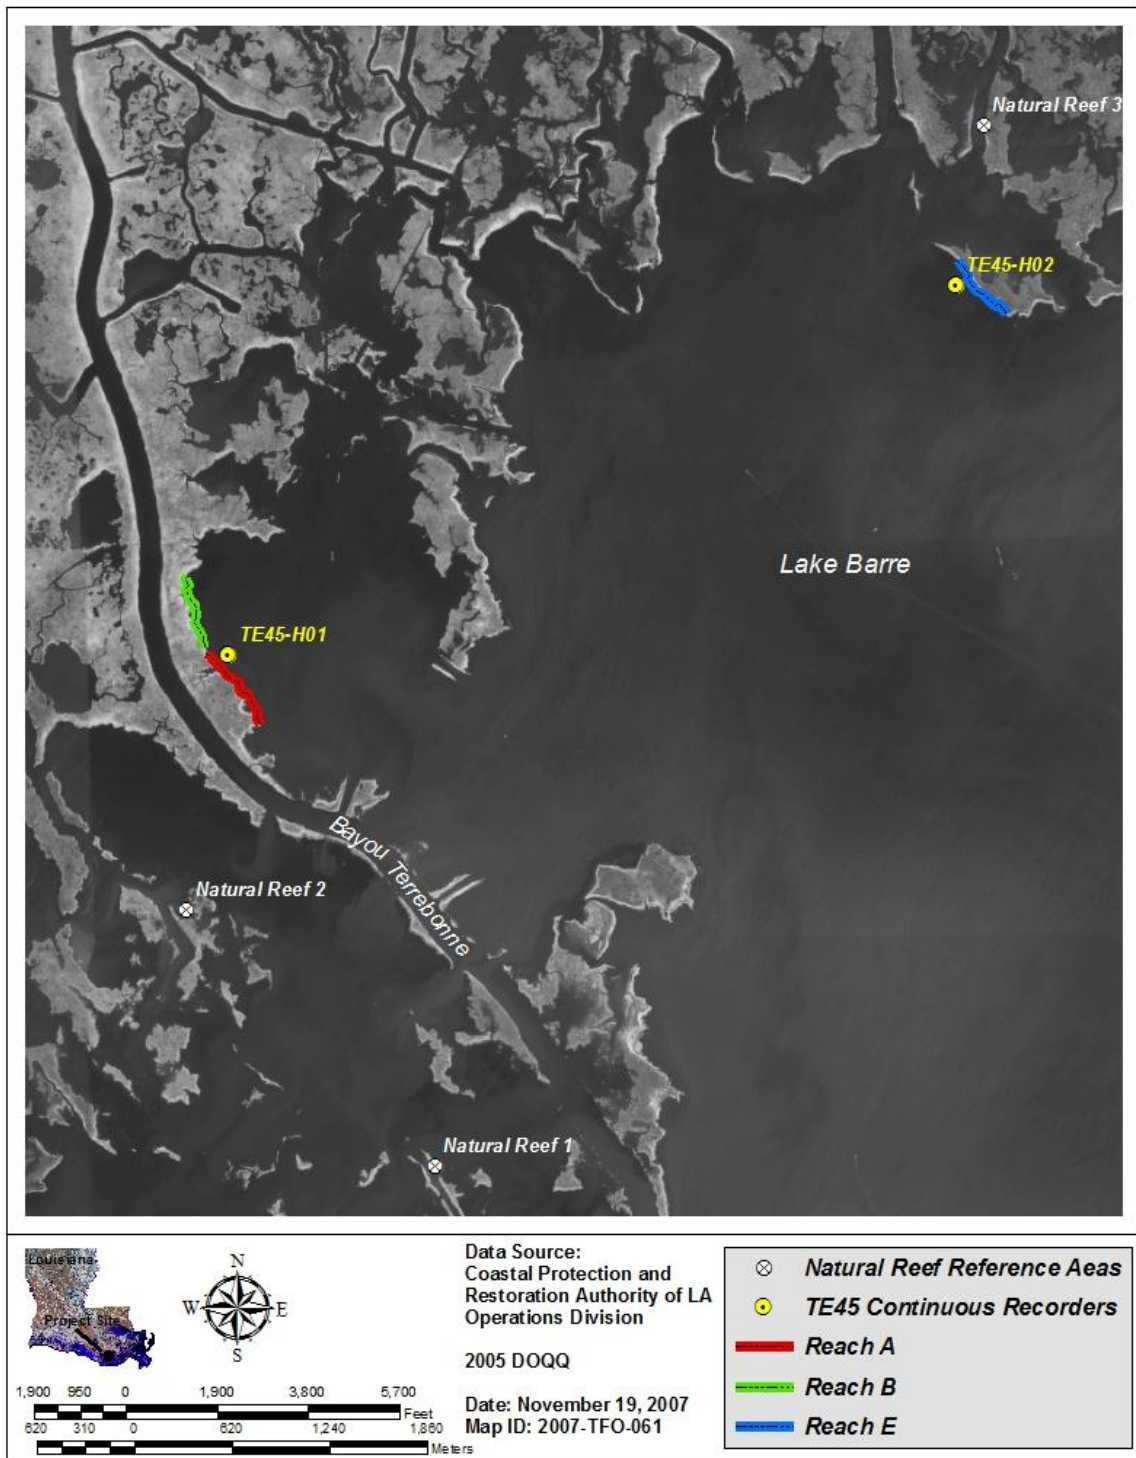 Natural Reef 3
TE45-H02
Lake Barre
TE45-H01
Bayou Terrebonne
Natural Reef 2
Natural Reef 1
Louisiana
Project Site
N
W
E
S
1,900 950 0 1,900 3,800 5,700
Feet
620 310 0 620 1,240 1,860
Meters
Data Source:
Coastal Protection and
Restoration Authority of LA
Operations Division
2005 DOQQ
Date: November 19, 2007
Map ID: 2007-TFO-061
Natural Reef Reference Aeas
TE45 Continuous Recorders
Reach A
Reach B
Reach E